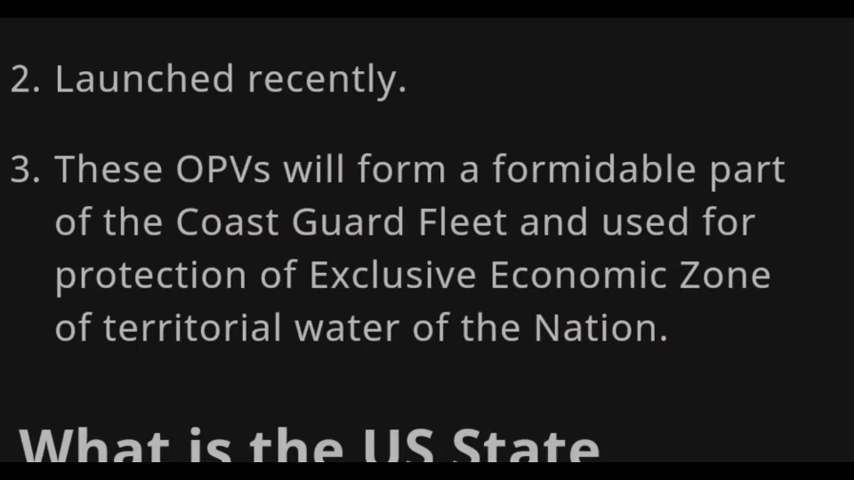 2. Launched recently.
3. These OPVs will form a formidable part
of the Coast Guard Fleet and used for
protection of Exclusive Economic Zone
of territorial water of the Nation.
What is the US State